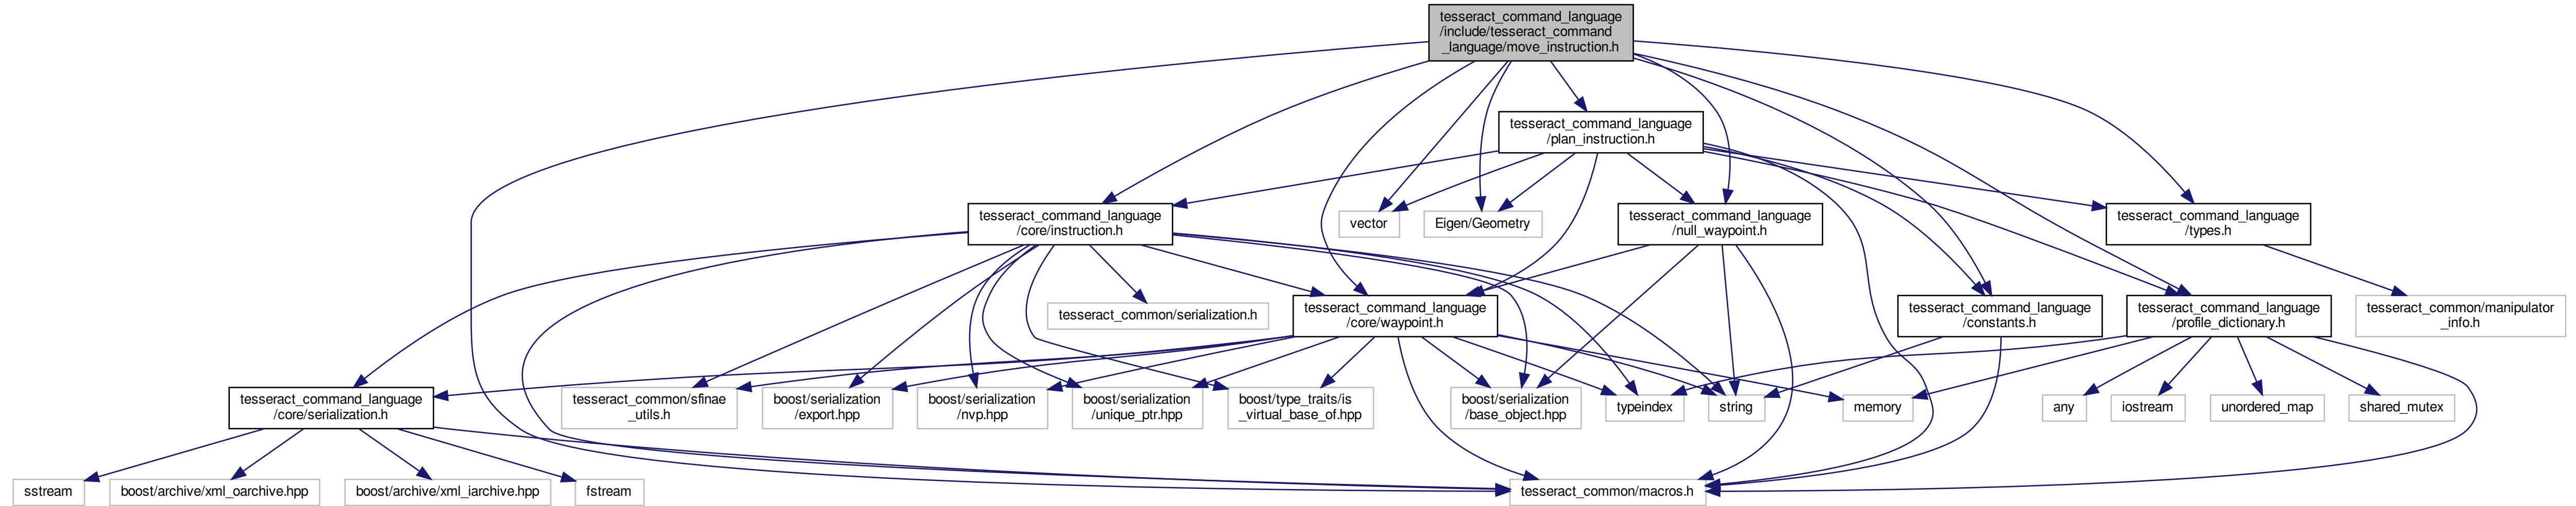 tesseract_command_language
/include/tesseract_command
_language/move_instruction.h
tesseract_command_language
/plan_instruction.h
tesseract_command_language
/core/instruction.h
vector
Eigen/Geometry
tesseract_command_language
/null_waypoint.h
tesseract_command_language
/types.h
tesseract_common/serialization.h
tesseract_command_language
/core/waypoint.h
tesseract_command_language
/constants.h
tesseract_command_language
/profile_dictionary.h
tesseract_common/manipulator
_info.h
tesseract_command_language
/core/serialization.h
tesseract_common/sfinae
_utils.h
boost/serialization
/export.hpp
boost/serialization
/nvp.hpp
boost/serialization
/unique_ptr.hpp
boost/type_traits/is
_virtual_base_of.hpp
boost/serialization
/base_object.hpp
typeindex
string
memory
any
iostream
unordered_map
shared_mutex
sstream
boost/archive/xml_oarchive.hpp
boost/archive/xml_iarchive.hpp
fstream
tesseract_common/macros.h